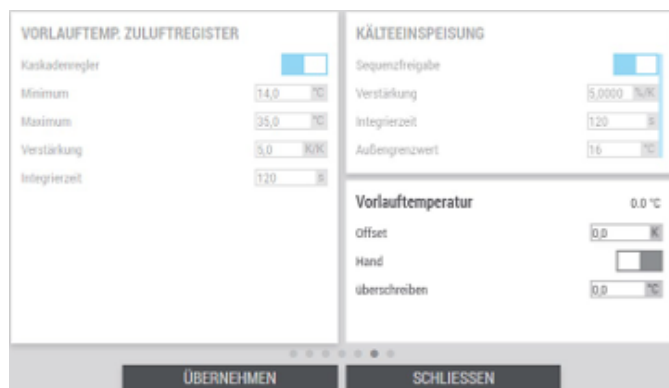 VORLAUFTEMP. ZULUFTREGISTER
Kaskadenregler
Minimum 14,0 °C
Maximum 35,0 °C
Verstärkung 5,0 K/K
Integrierzeit 120 s
KÄLTEEINSPEISUNG
Sequenzfreigabe
Verstärkung 5,0000 %/K
Integrierzeit 120 s
Außengrenzwert 16 °C
Vorlauftemperatur 0.0 °C
Offset 0,0 K
Hand
überschreiben 0,0 °C
ÜBERNEHMEN SCHLIESSEN